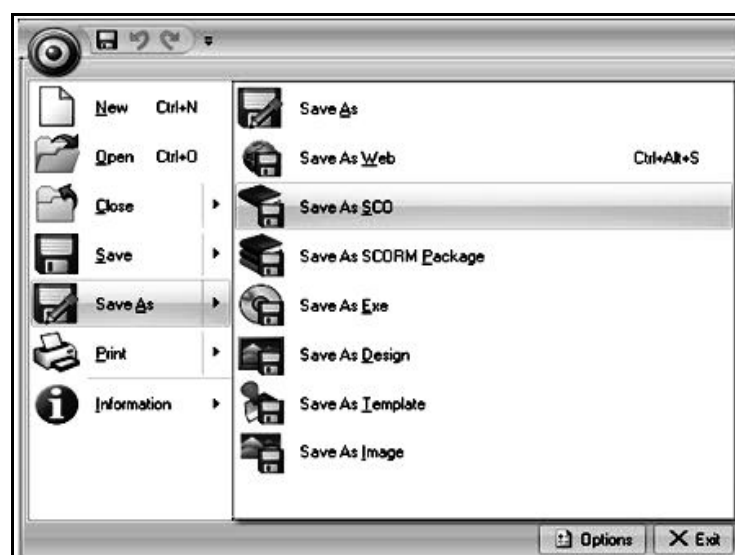 New Ctrl+N
Open Ctrl+O
Close
Save
Save As
Print
Information
Save As
Save As Web Ctrl+Alt+S
Save As SCO
Save As SCORM Package
Save As Exe
Save As Design
Save As Template
Save As Image
Options
Exit